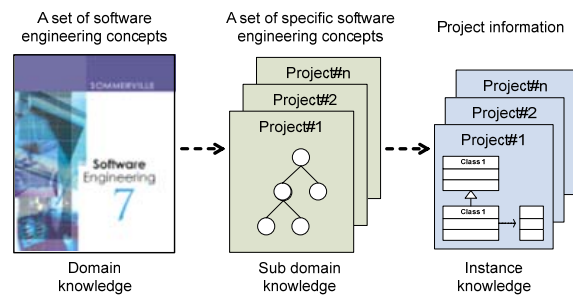 A set of software
engineering concepts
SOMMERVILLE
Software
Engineering
7
Domain
knowledge
A set of specific software
engineering concepts
Project#n
Project#2
Project#1
Sub domain
knowledge
Project information
Project#n
Project#2
Project#1
Class 1
Class 1
Instance
knowledge